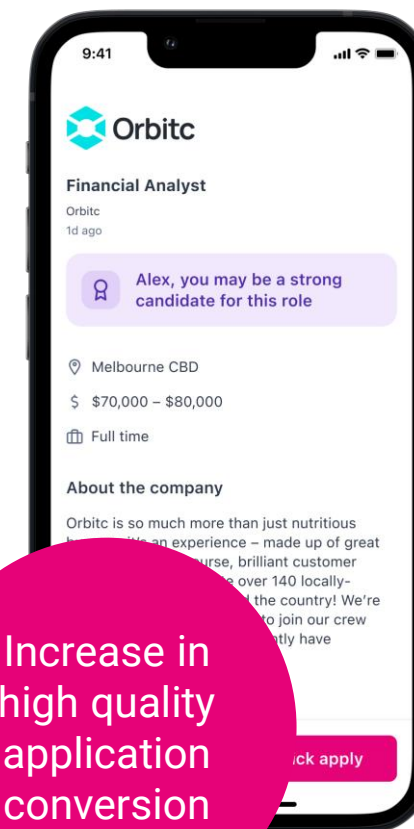 9:41
Orbitc
Financial Analyst
Orbitc
1d ago
Alex, you may be a strong
candidate for this role
Melbourne CBD
$ $70,000 – $80,000
Full time
About the company
Orbitc is so much more than just nutritious
an experience – made up of great
brilliant customer
over 140 locally-
the country! We're
to join our crew
have
apply
Increase in
high quality
application
conversion